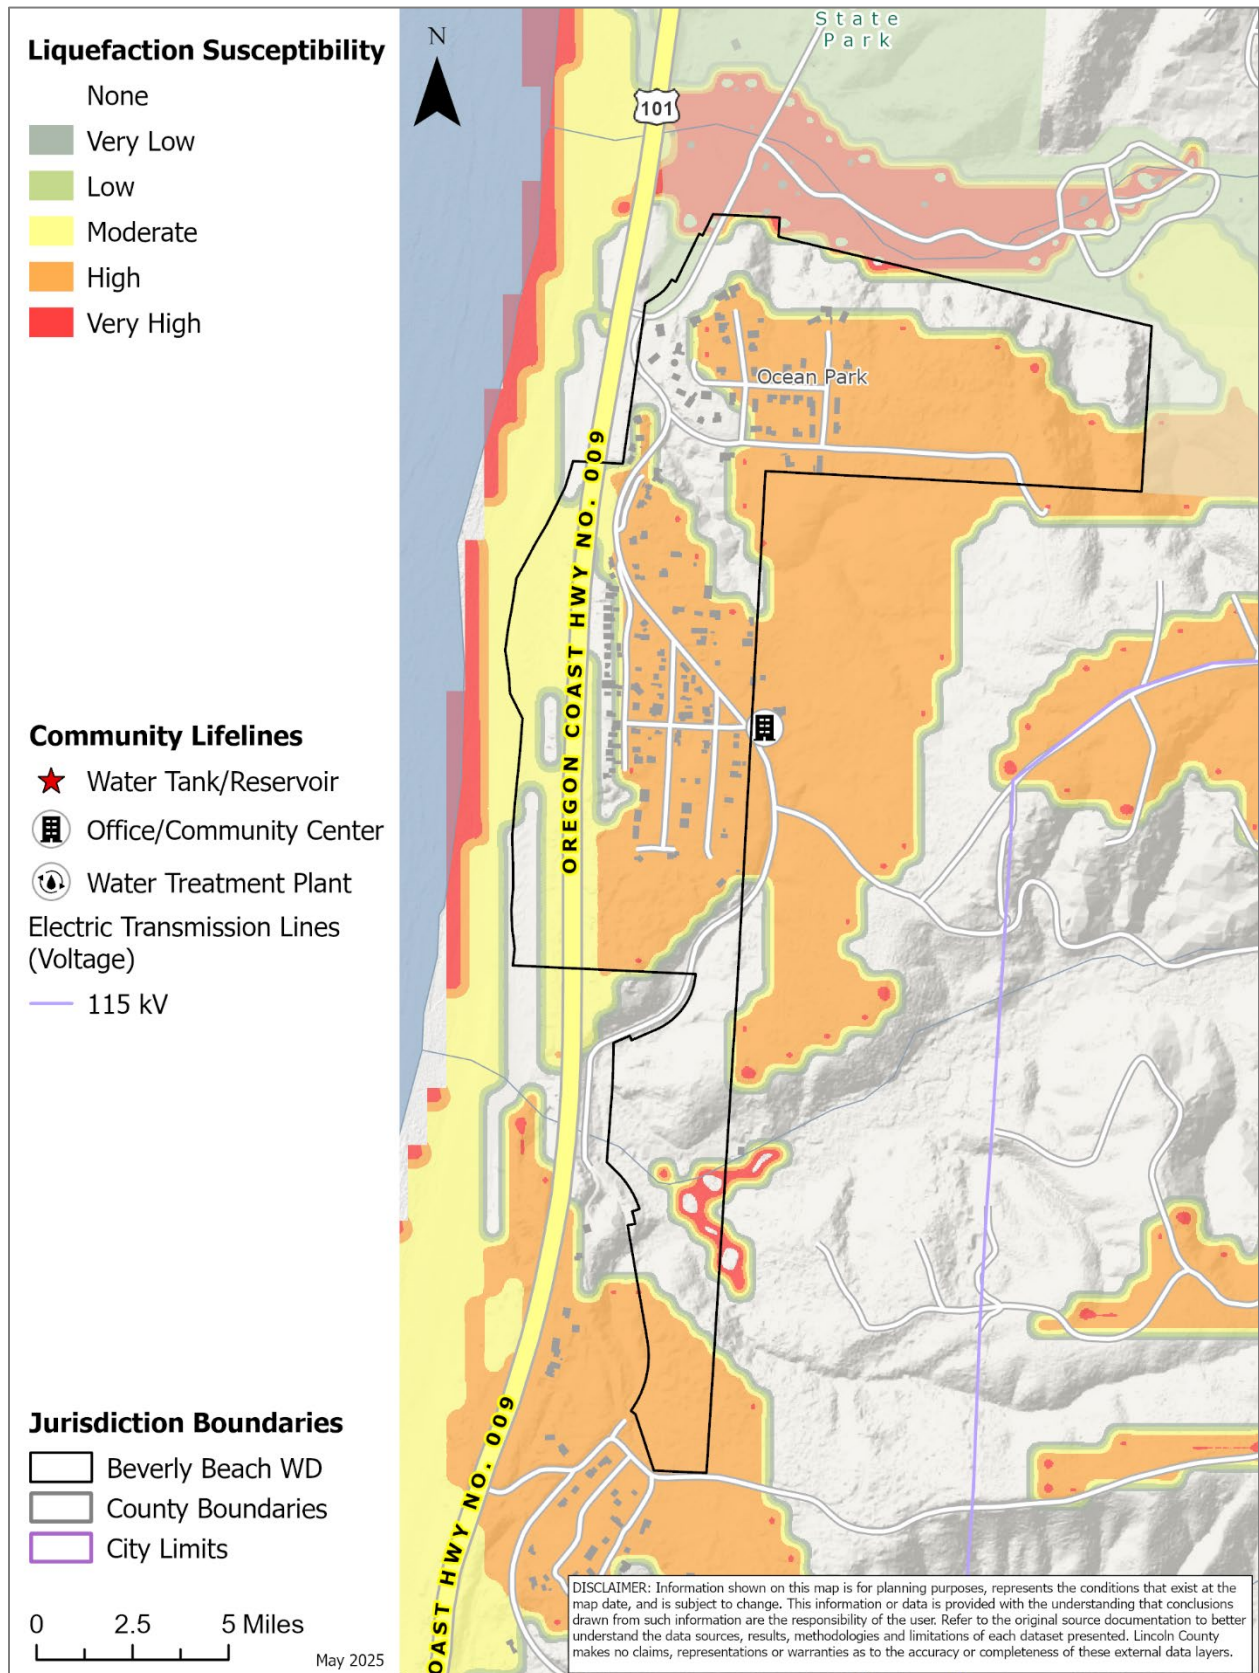 Liquefaction Susceptibility
None
Very Low
Low
Moderate
High
Very High
Community Lifelines
Water Tank/Reservoir
Office/Community Center
Water Treatment Plant
Electric Transmission Lines
(Voltage)
115 kV
Jurisdiction Boundaries
Beverly Beach WD
County Boundaries
City Limits
0 2.5 5 Miles
May 2025
N
State
Park
101
Ocean Park
OREGON COAST HWY NO. 009
OAST HWY NO. 009
DISCLAIMER: Information shown on this map is for planning purposes, represents the conditions that exist at the
map date, and is subject to change. This information or data is provided with the understanding that conclusions
drawn from such information are the responsibility of the user. Refer to the original source documentation to better
understand the data sources, results, methodologies and limitations of each dataset presented. Lincoln County
makes no claims, representations or warranties as to the accuracy or completeness of these external data layers.